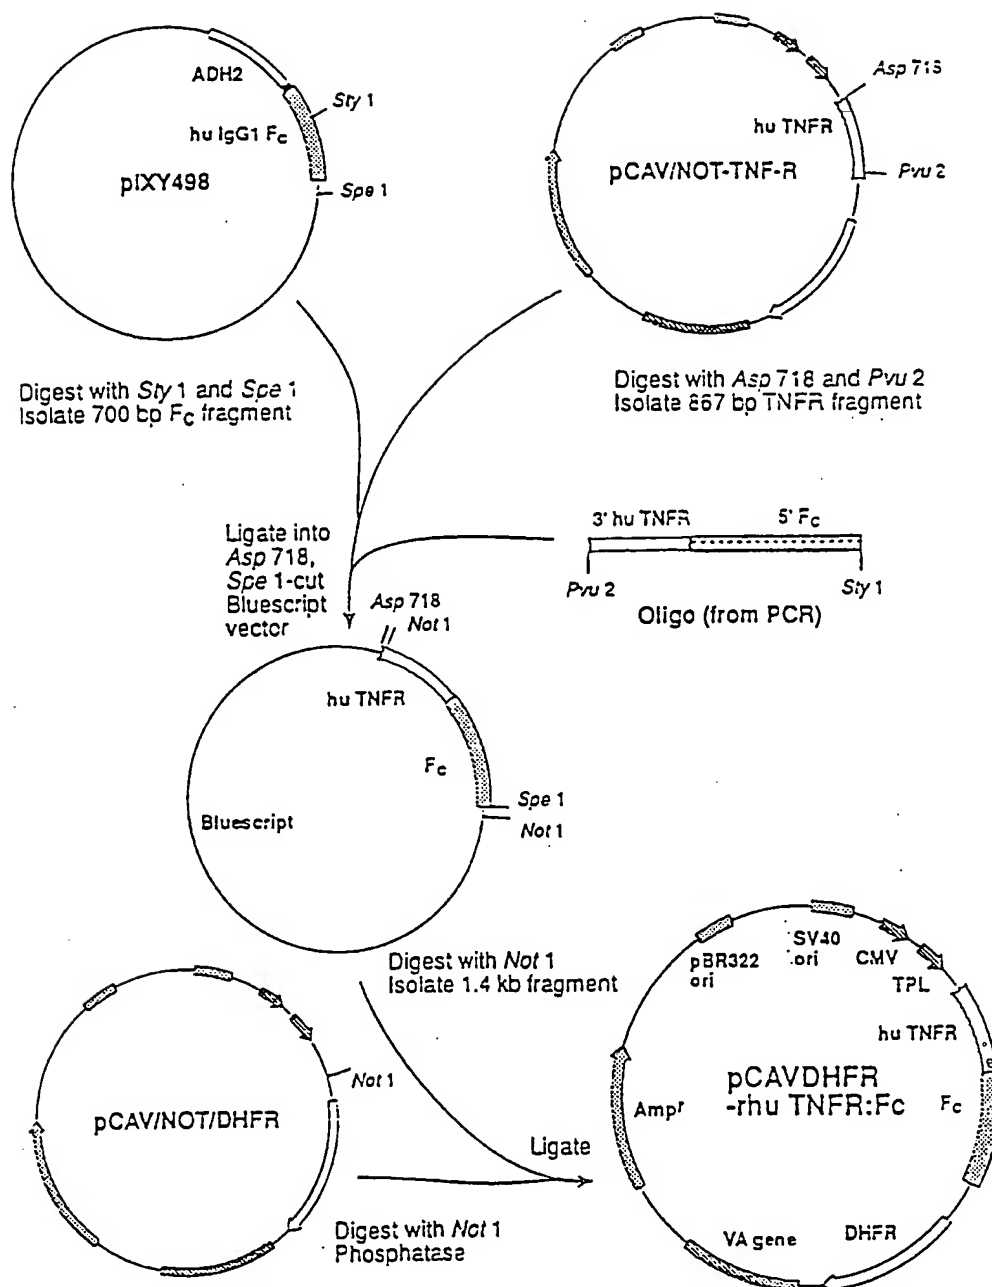 ADH2
Sty 1
hu IgG1 Fc
pIXY498
Spe 1
Asp 718
hu TNFR
pCAV/NOT-TNF-R
Pvu 2
Digest with Sty 1 and Spe 1
Isolate 700 bp Fc fragment
Digest with Asp 718 and Pvu 2
Isolate 867 bp TNFR fragment
Ligate into
Asp 718,
Spe 1-cut
Bluescript
vector
3' hu TNFR
5' Fc
Pvu 2
Sty 1
Oligo (from PCR)
Asp 718
Not 1
hu TNFR
Fc
Spe 1
Not 1
Bluescript
Digest with Not 1
Isolate 1.4 kb fragment
pBR322
ori
SV40
ori
CMV
TPL
hu TNFR
Not 1
pCAV/NOT/DHFR
pCAVDHFR
-rhu TNFR:Fc
Fc
Ampr
Ligate
Digest with Not 1
Phosphatase
VA gene
DHFR